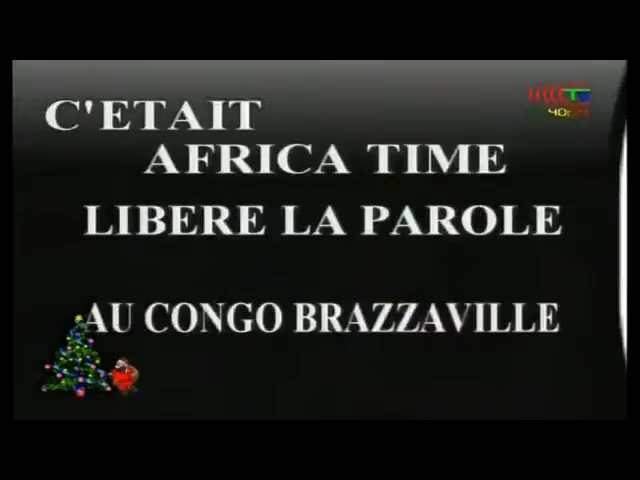 C'ETAIT
AFRICA TIME
LIBERE LA PAROLE
AU CONGO BRAZZAVILLE